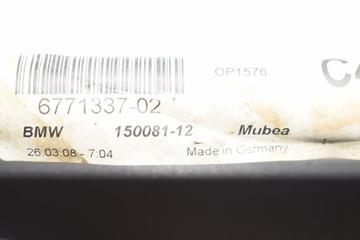 OP1576
6771337-02
BMW 150081-12 Mubea
26.03.08 - 7:04 Made in Germany